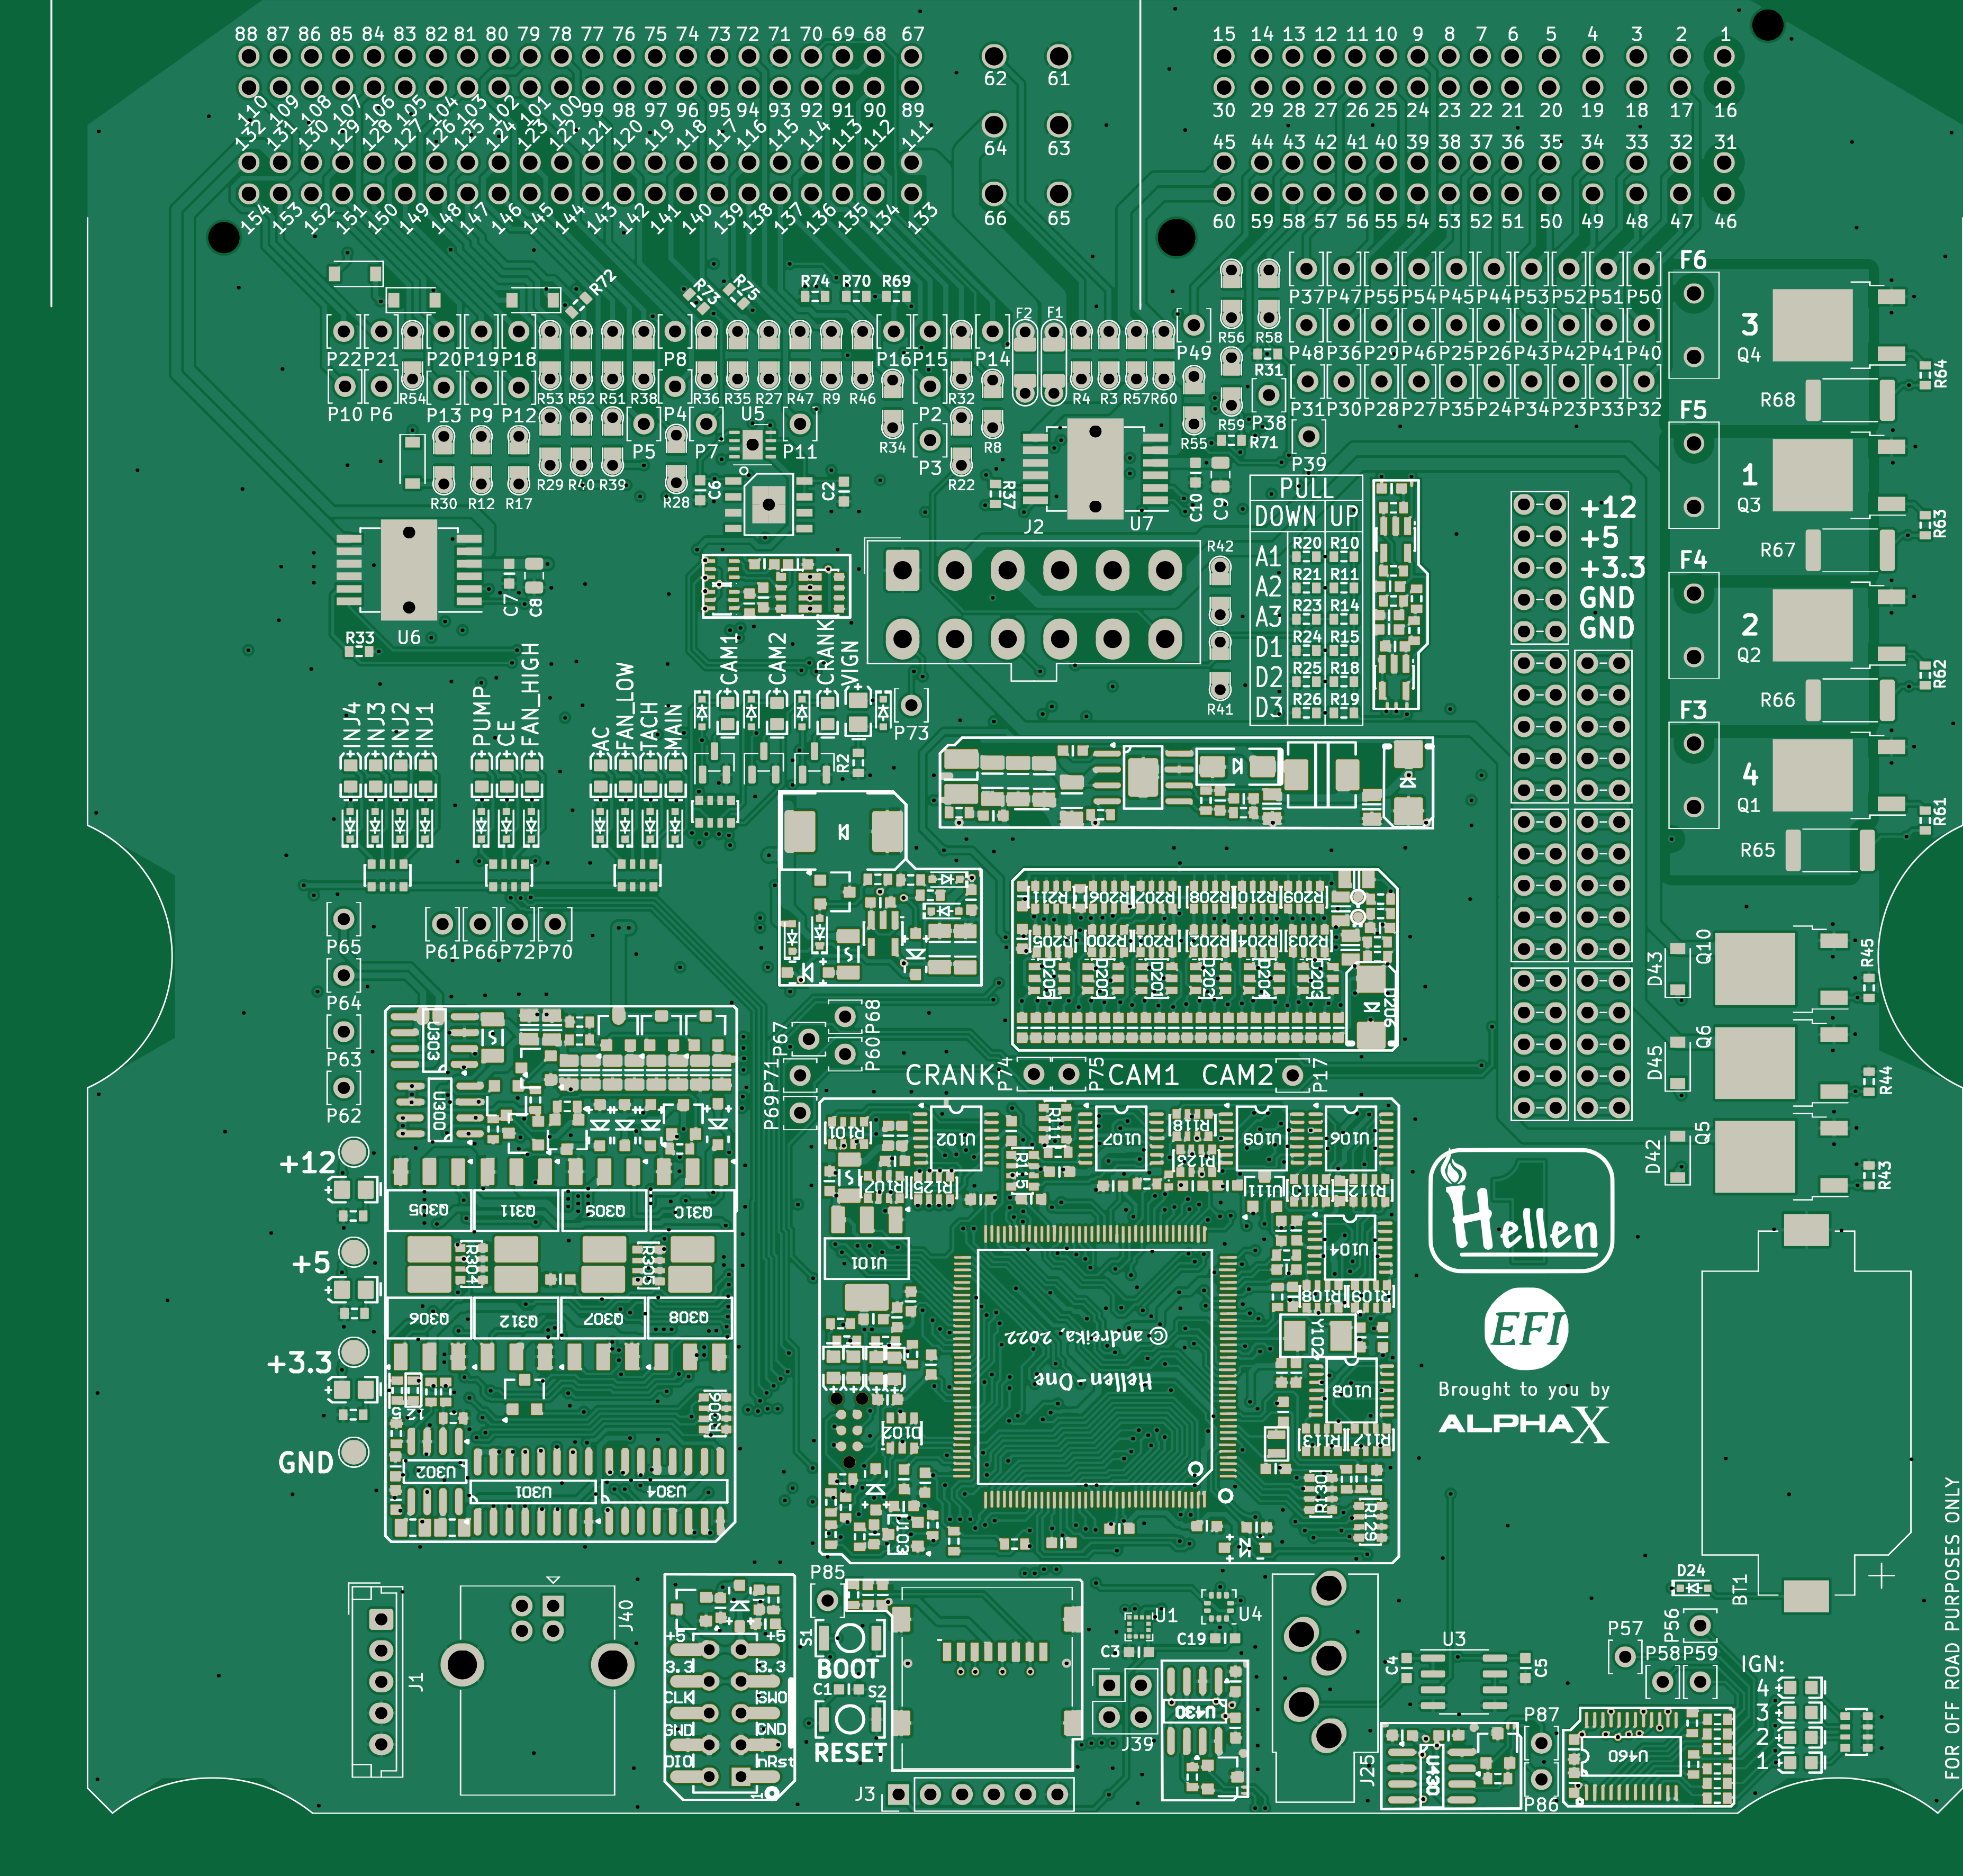 88 87 86 85 84 83 82 81 80 79 78 77 76 75 74 73 72 71 70 69 68 67
62 61
15 14 13 12 11 10 9 8 7 6 5 4 3 2 1
110 109 108 107 106 105 104 103 102 101 100 99 98 97 96 95 94 93 92 91 90 89
30 29 28 27 26 25 24 23 22 21 20 19 18 17 16
132 131 130 129 128 127 126 125 124 123 122 121 120 119 118 117 116 115 114 113 112 111
64 63
45 44 43 42 41 40 39 38 37 36 35 34 33 32 31
154 153 152 151 150 149 148 147 146 145 144 143 142 141 140 139 138 137 136 135 134 133
66 65
60 59 58 57 56 55 54 53 52 51 50 49 48 47 46
R72 R73 R75 R74 R70 R69
P37 P47 P55 P54 P45 P44 P53 P52 P51 P50
F6
F2 F1
R56 R58
3
Q4
P22 P21 P20 P19 P18 P8 P16 P15 P14 P49
P48 P36 P29 P46 P25 P43 P42 P41 P40
R31
R64
R54 R53 R52 R51 R38 R36 R35 R27 R47 R9 R46 R32 R4 R3 R57 R60
P10 P6 P13 P9 P12 P4 U5 P2
P31 P30 P28 P27 P35 P24 P23 P33 P32
R68
F5
P5 P7 P11 R34 P3 R8 R55 R59 P38 R71 P39
1
Q3
R30 R12 R17 R29 R40 R39 R28 C6 C2 R22 R37 J2 U7 C10 C9
R63
R67
PULL
DOWN UP
A1 R20 R10
A2 R21 R11
A3 R23 R14
D1 R24 R15
D2 R25 R18
D3 R26 R19
+12
+5
+3.3
GND
GND
F4
2
Q2
R62
R66
R42
R41
U6 C7 C8
R33
CAM1 CAM2 CRANK VIGN
P73
R2
INJ4 INJ3 INJ2 INJ1
PUMP CE FAN_HIGH
AC FAN_LOW TACH MAIN
F3
4
Q1
R61
R65
P65 P61 P66 P72 P70
P64
P63
P62
R211 R206 R207 R208 R210 R209
R205 R200 R201 R202 R204 R203
D205 D200 D201 D203 D204
U206
D43 Q10 R45
D45 Q6 R44
D42 Q5 R43
P68
P67
P60
P71
P69
CRANK P74 P75 CAM1 CAM2 P17
U303
U300
+12
+5
+3.3
GND
Q305 Q311 Q309 Q310
R304 R305
Q306 Q312 Q307 Q308
U302 U301 U304
R101 U102 R111 U107 R118 U109 U106
R123
R102 R125 R115 U111 R112
U101 U104
R108 R109
© andreika, 2022
Hellen-One
Y102
U108
D102
R113 R117
R130
R129
U103
Hellen
1
EFI
Brought to you by
ALPHAX
D24
BT1
+
FOR OFF ROAD PURPOSES ONLY
J1
J40
+5 +5
3.3 3.3
CLK SWO
GND GND
DIO nRst
1
P85
S1
BOOT
C1 S2
RESET
J3
U1 U4
C3 C19
J39
U430
J25
U3
C4 C5
U430
P57 P56
P58 P59
P87
P86
U460
IGN:
4
3
2
1